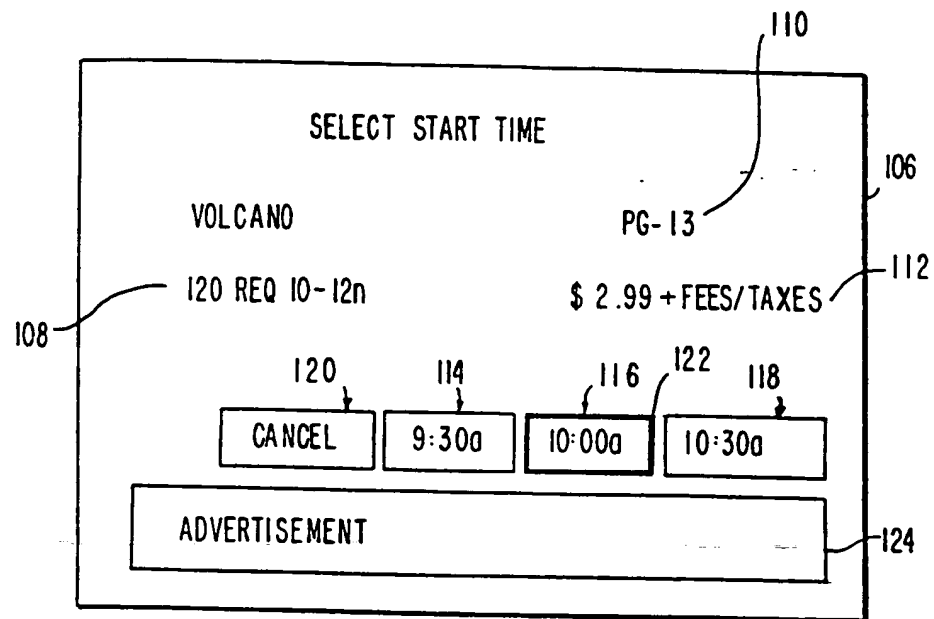 110
SELECT START TIME
106
VOLCANO PG-13
112
120 REQ 10-12n $ 2.99 + FEES/TAXES
108
120 114 116 122 118
CANCEL 9:30a 10:00a 10:30a
ADVERTISEMENT
124